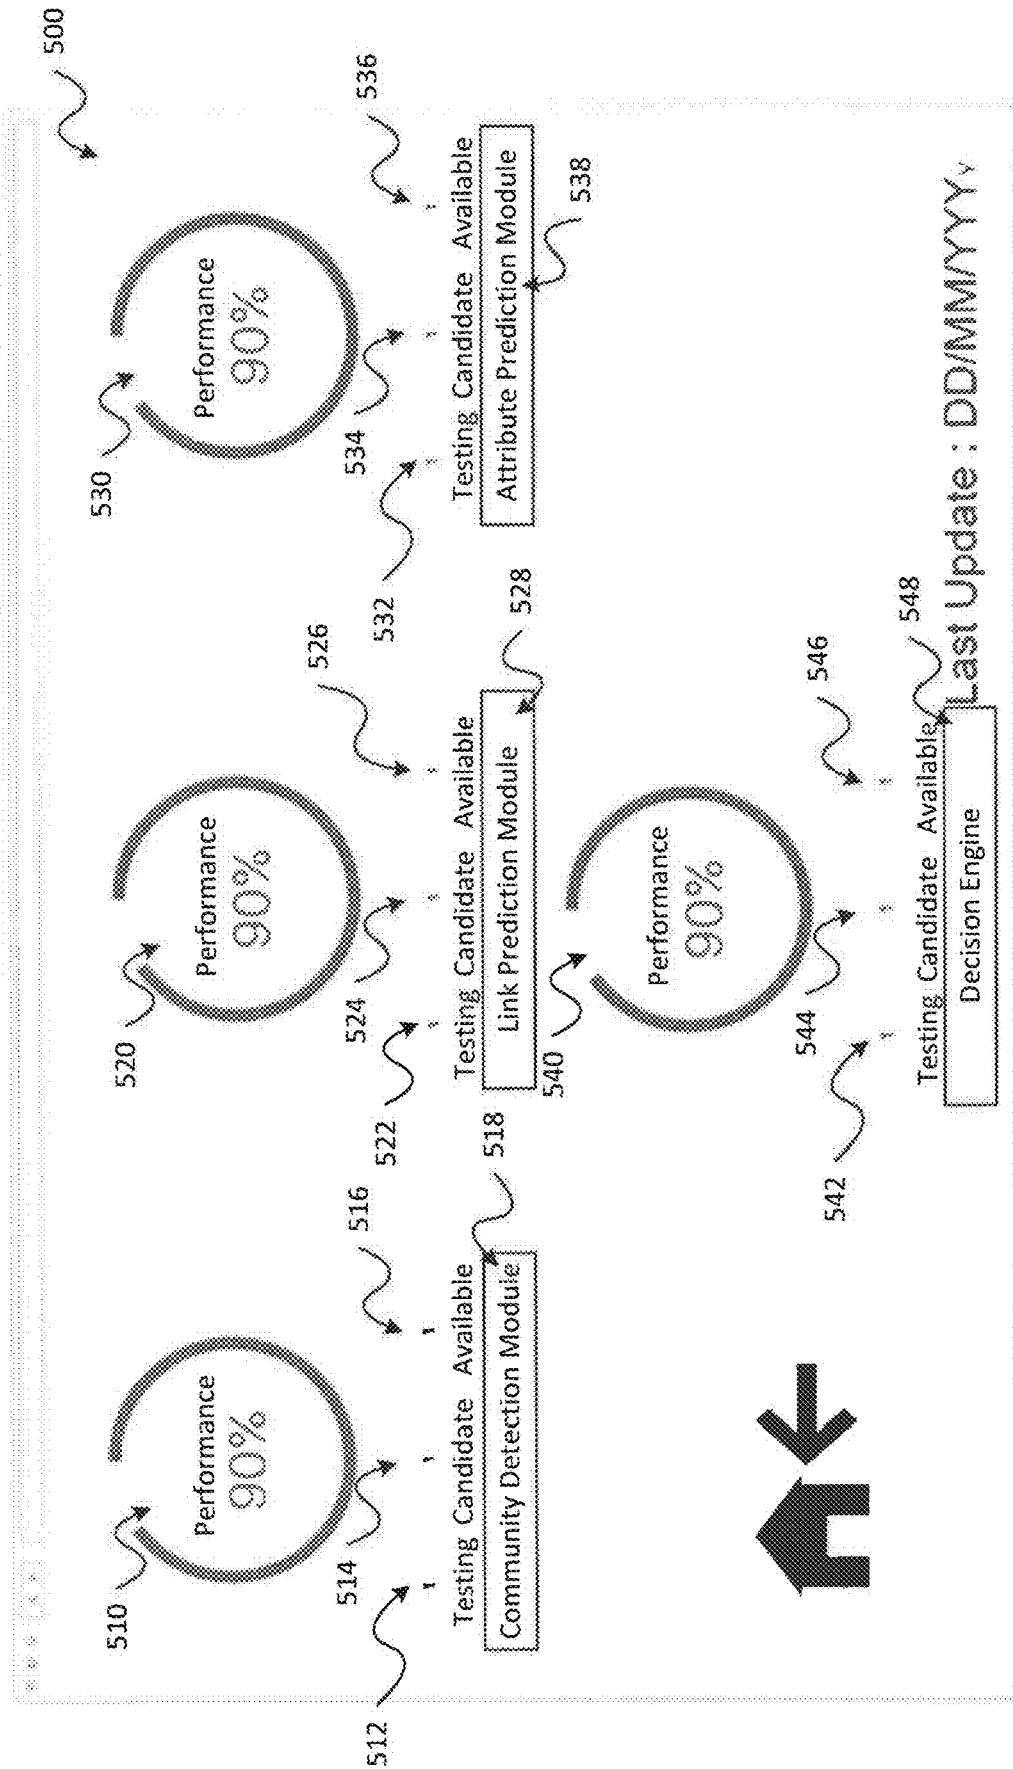 500
510
520
530
Performance
90%
Performance
90%
Performance
90%
512
514
516
522
524
526
532
534
536
Testing Candidate Available
Community Detection Module
518
Testing Candidate Available
Link Prediction Module
528
Testing Candidate Available
Attribute Prediction Module
538
540
Performance
90%
542
544
546
Testing Candidate Available
Decision Engine
548
Last Update : DD/MM/YYYY